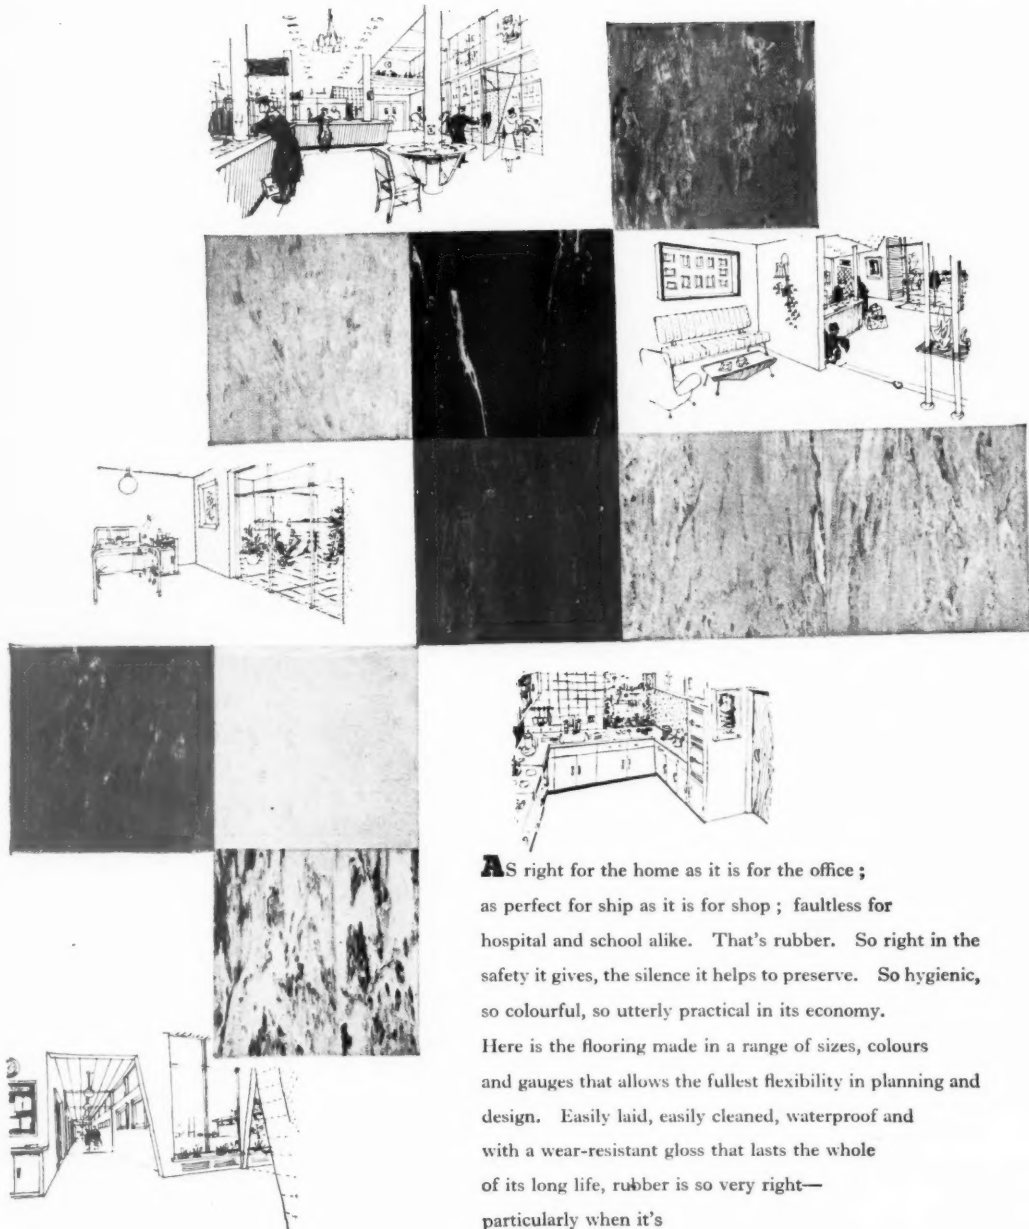 AS right for the home as it is for the office ;
as perfect for ship as it is for shop ; faultless for
hospital and school alike. That's rubber. So right in the
safety it gives, the silence it helps to preserve. So hygienic,
so colourful, so utterly practical in its economy.
Here is the flooring made in a range of sizes, colours
and gauges that allows the fullest flexibility in planning and
design. Easily laid, easily cleaned, waterproof and
with a wear-resistant gloss that lasts the whole
of its long life, rubber is so very right—
particularly when it's